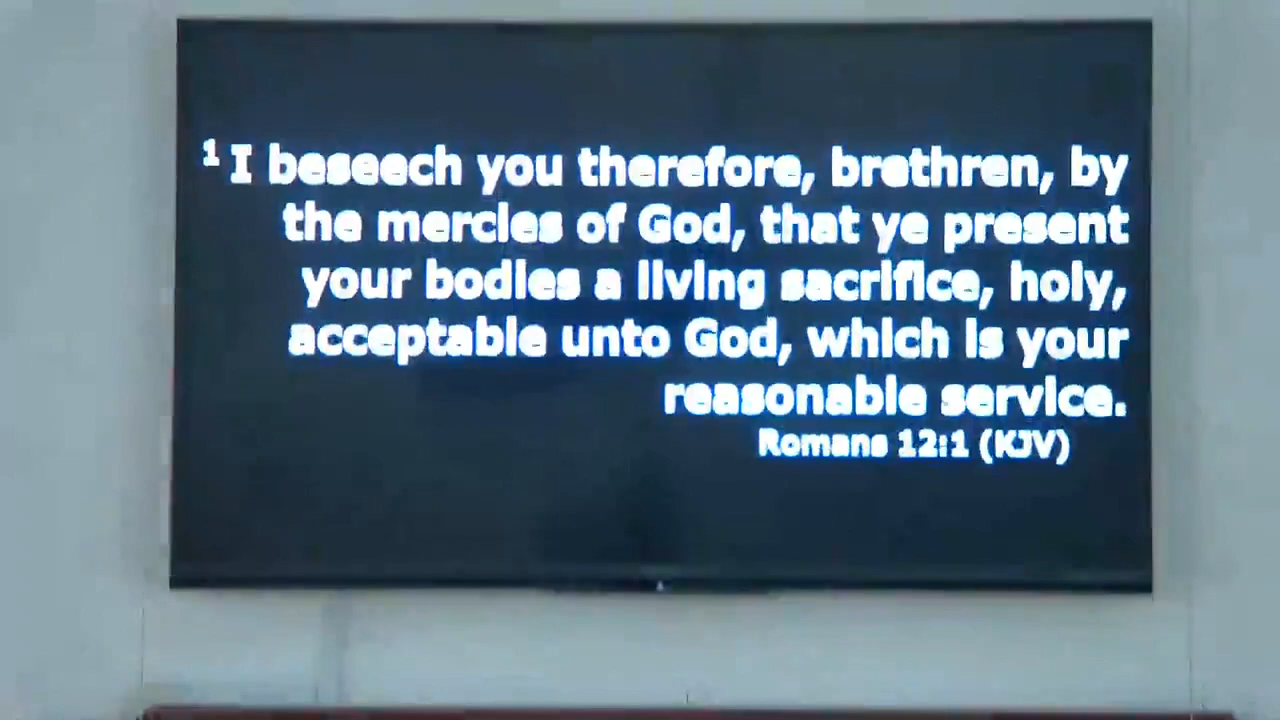 1 I beseech you therefore, brethren, by
the mercies of God, that ye present
your bodies a living sacrifice, holy,
acceptable unto God, which is your
reasonable service.
Romans 12:1 (KJV)